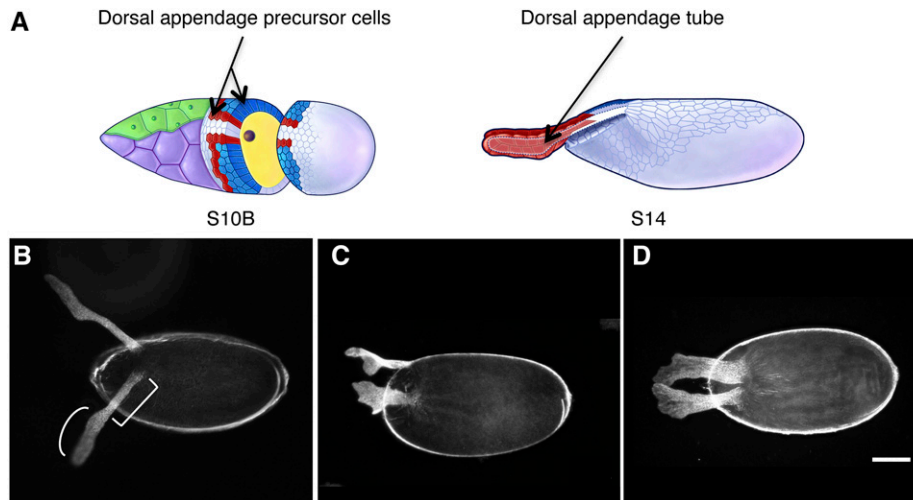 A
Dorsal appendage precursor cells
Dorsal appendage tube
S10B
S14
B
C
D